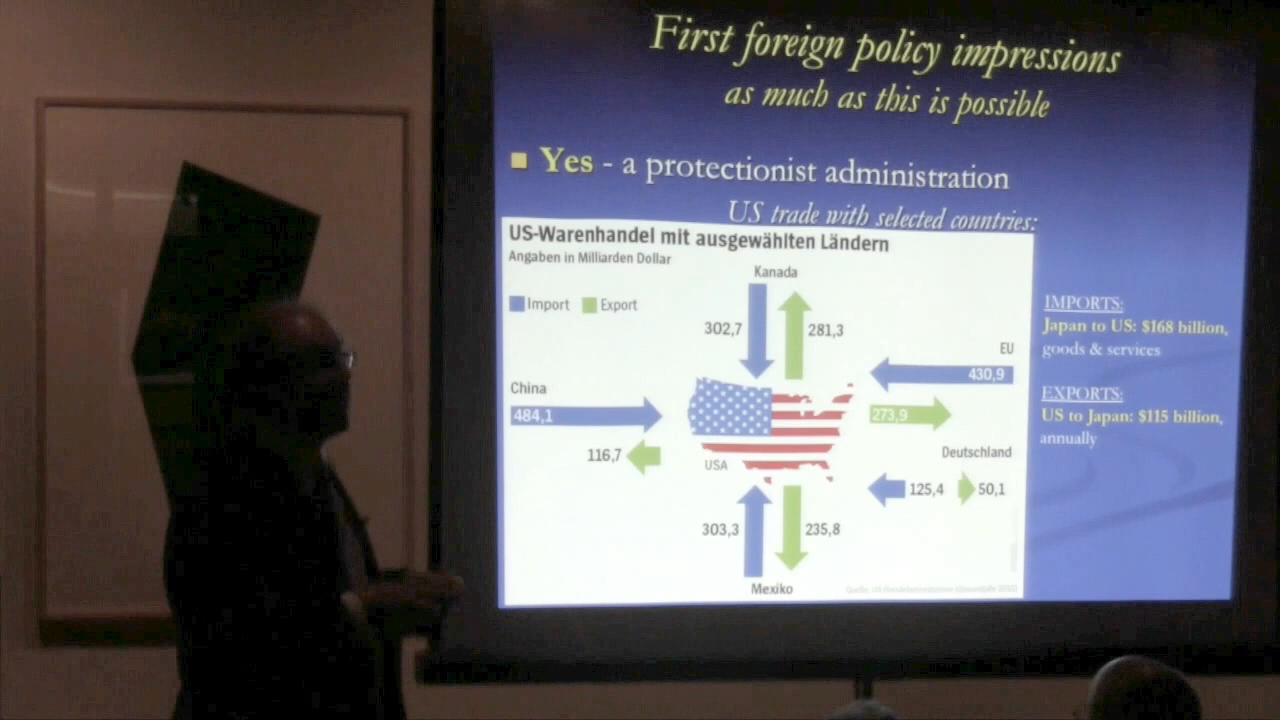 First foreign policy impressions
as much as this is possible
Yes - a protectionist administration
US trade with selected countries:
US-Warenhandel mit ausgewählten Ländern
Angaben in Milliarden Dollar
Import Export
Kanada
302,7
281,3
EU
430,9
273,9
China
484,1
116,7
USA
Deutschland
125,4
50,1
303,3
235,8
Mexiko
IMPORTS:
Japan to US: $168 billion,
goods & services
EXPORTS:
US to Japan: $115 billion,
annually